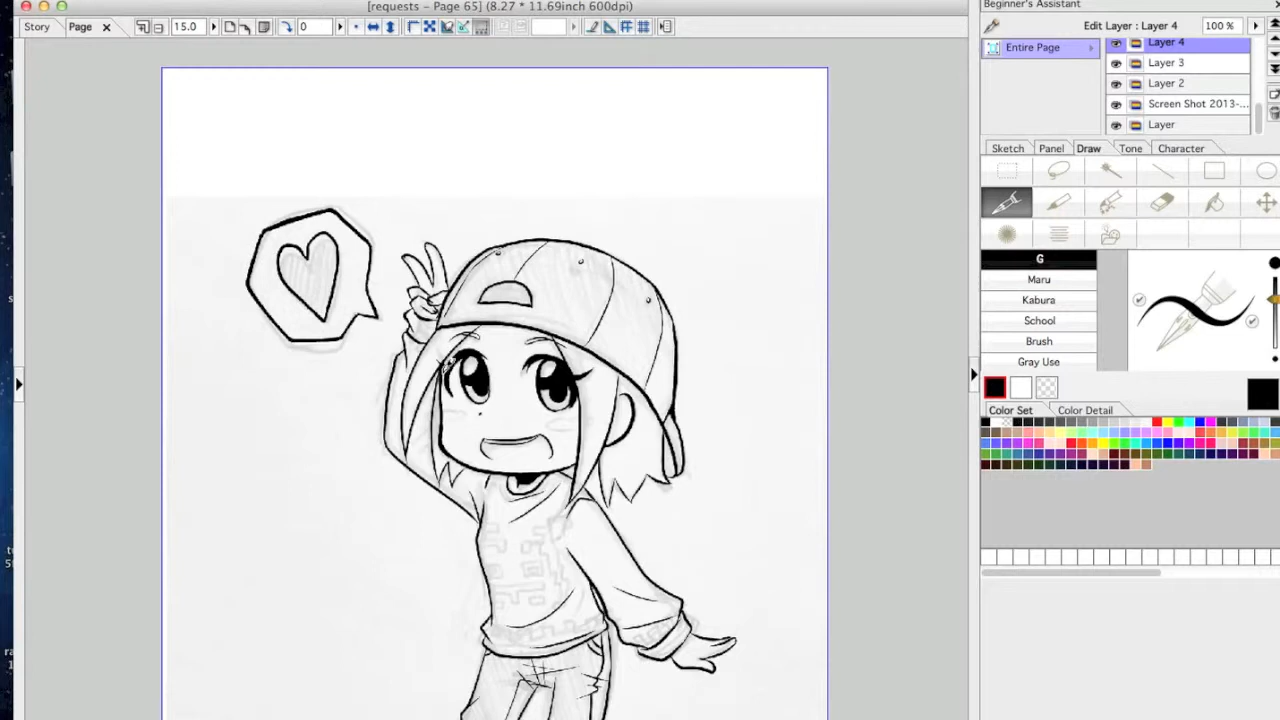 [requests - Page 65] (8.27 * 11.69inch 600dpi)
Beginner's Assistant
Story Page 15.0 0
Edit Layer : Layer 4 100 %
Entire Page
Layer 4
Layer 3
Layer 2
Screen Shot 2013-...
Layer
Sketch Panel Draw Tone Character
G
Maru
Kabura
School
Brush
Gray Use
Color Set Color Detail